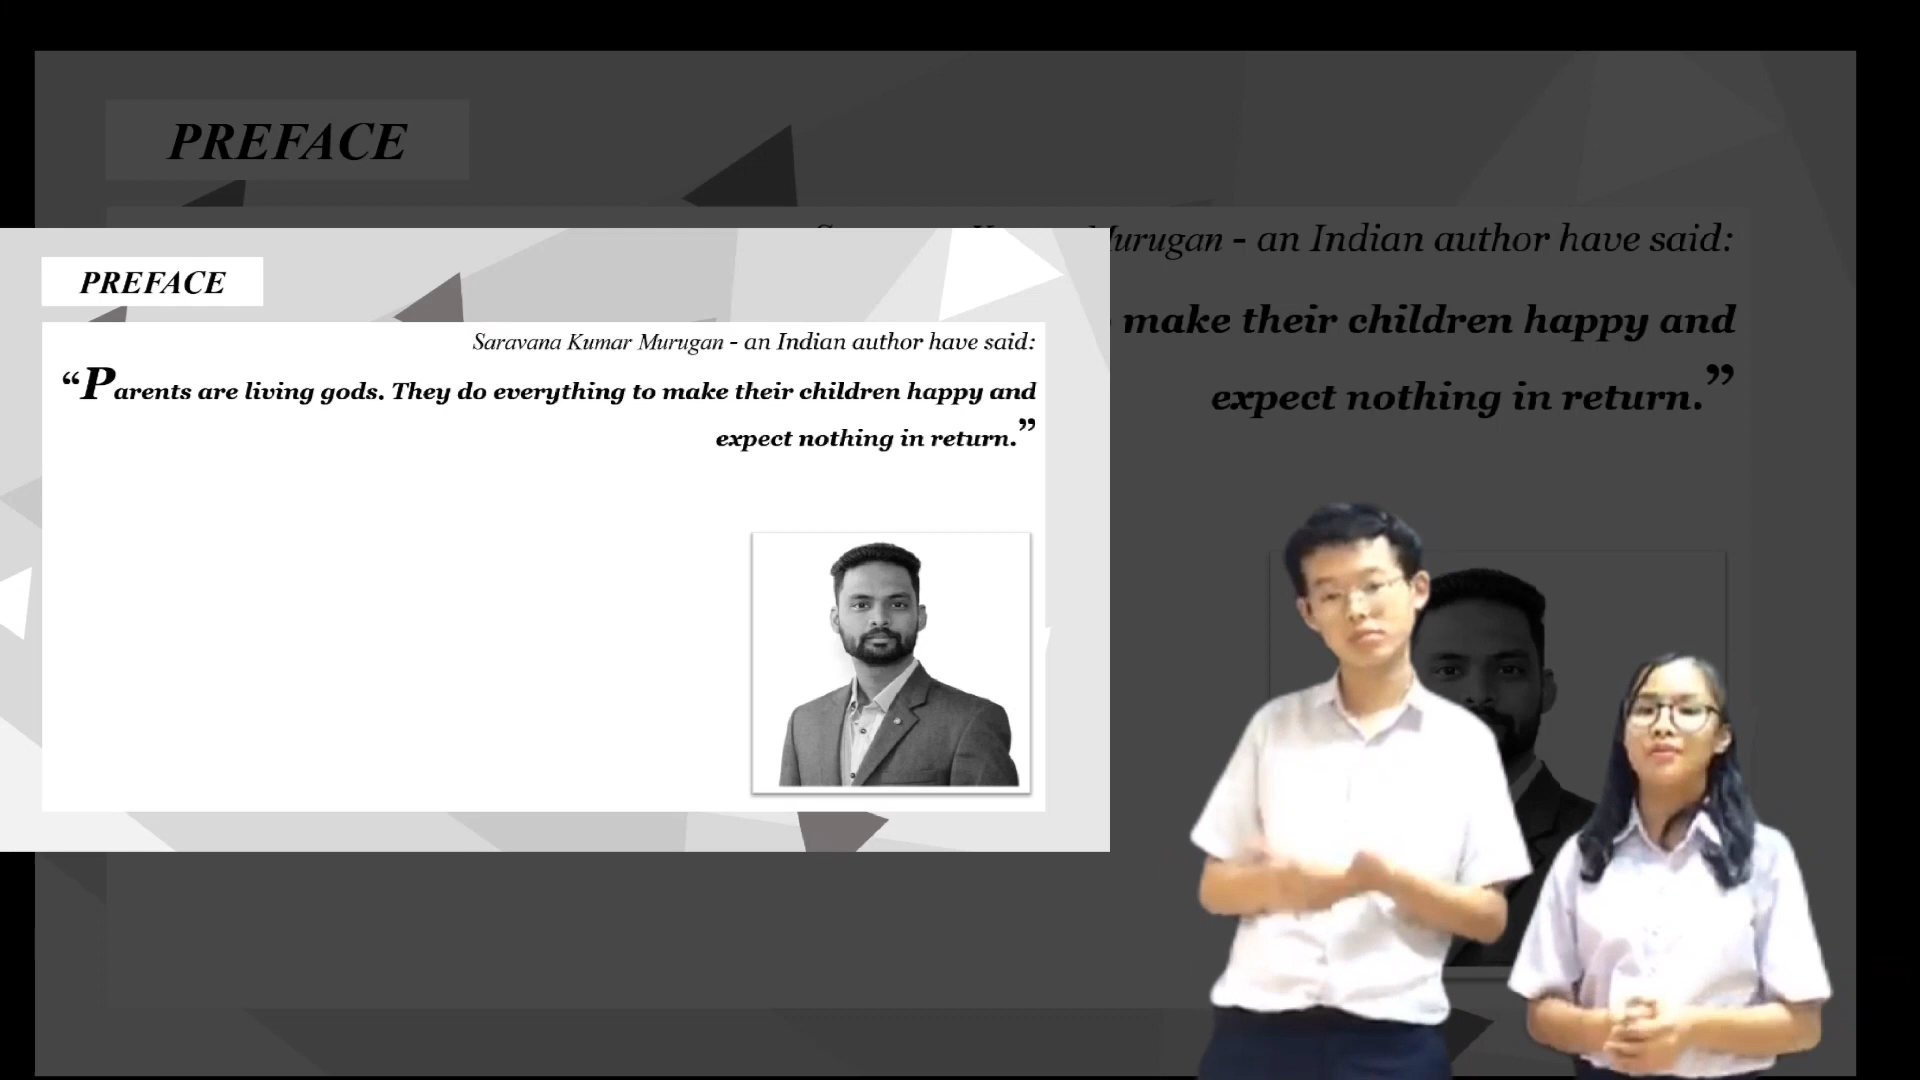 PREFACE
Murugan - an Indian author have said:
make their children happy and
expect nothing in return.”
PREFACE
Saravana Kumar Murugan - an Indian author have said:
“Parents are living gods. They do everything to make their children happy and
expect nothing in return.”